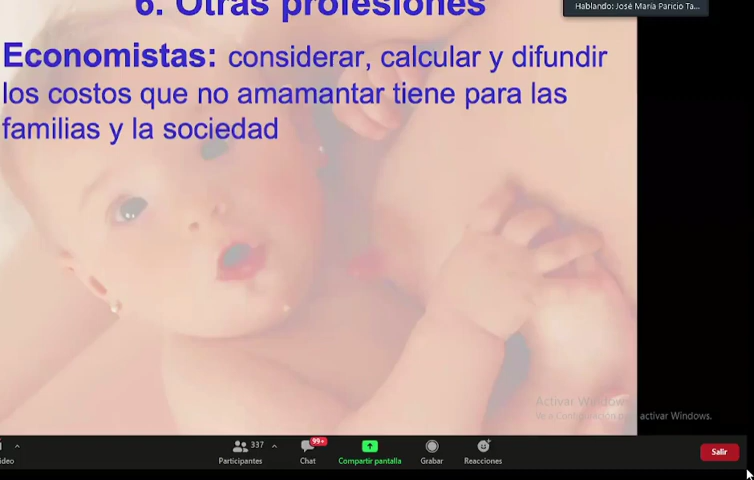 6. Otras profesiones
Hablando: José María Paricio Ta...
Economistas: considerar, calcular y difundir
los costos que no amamantar tiene para las
familias y la sociedad
Activar Windows
activar Windows.
337
99+
Participantes
Chat
Compartir pantalla
Grabar
Reacciones
Salir